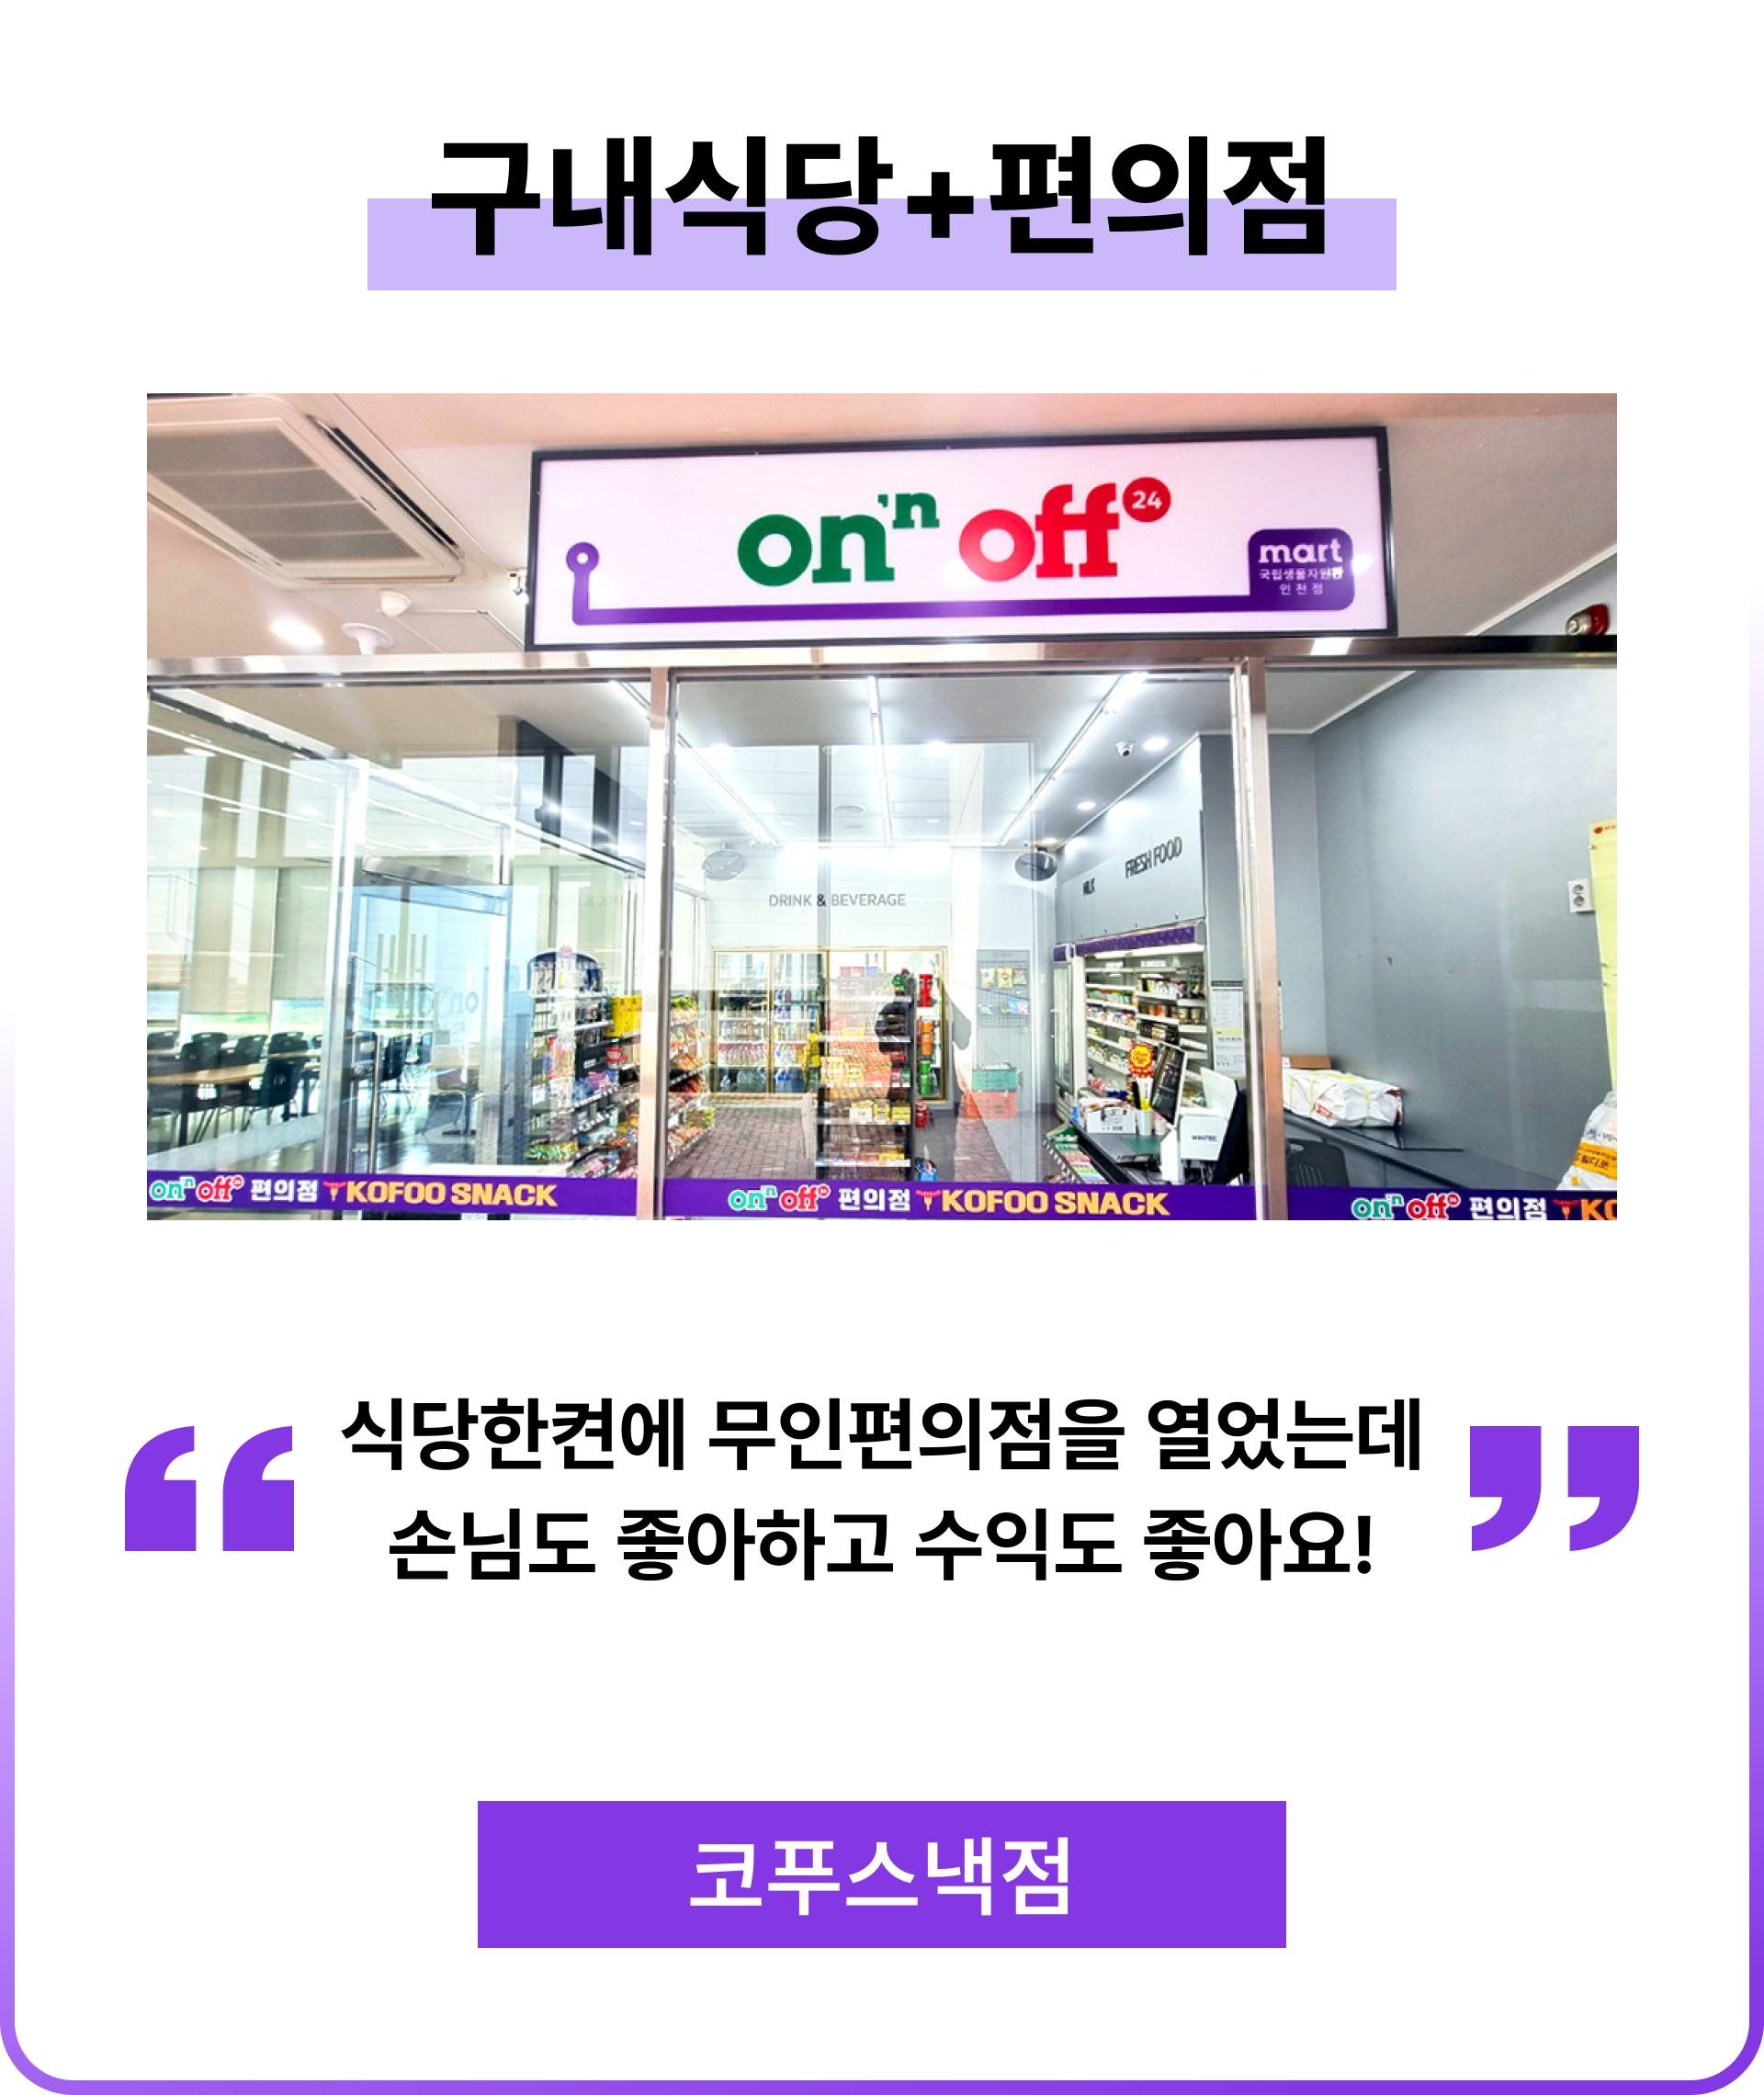 구내식당+편의점
on'n off 24
mart
국립생물자원관
인천점
DRINK & BEVERAGE
MILK
FRESH FOOD
WINTEC
on'n off 편의점 KOFOO SNACK
on'n off 편의점 KOFOO SNACK
on'n off 편의점 KO
“식당한켠에 무인편의점을 열었는데
손님도 좋아하고 수익도 좋아요!”
코푸스낵점